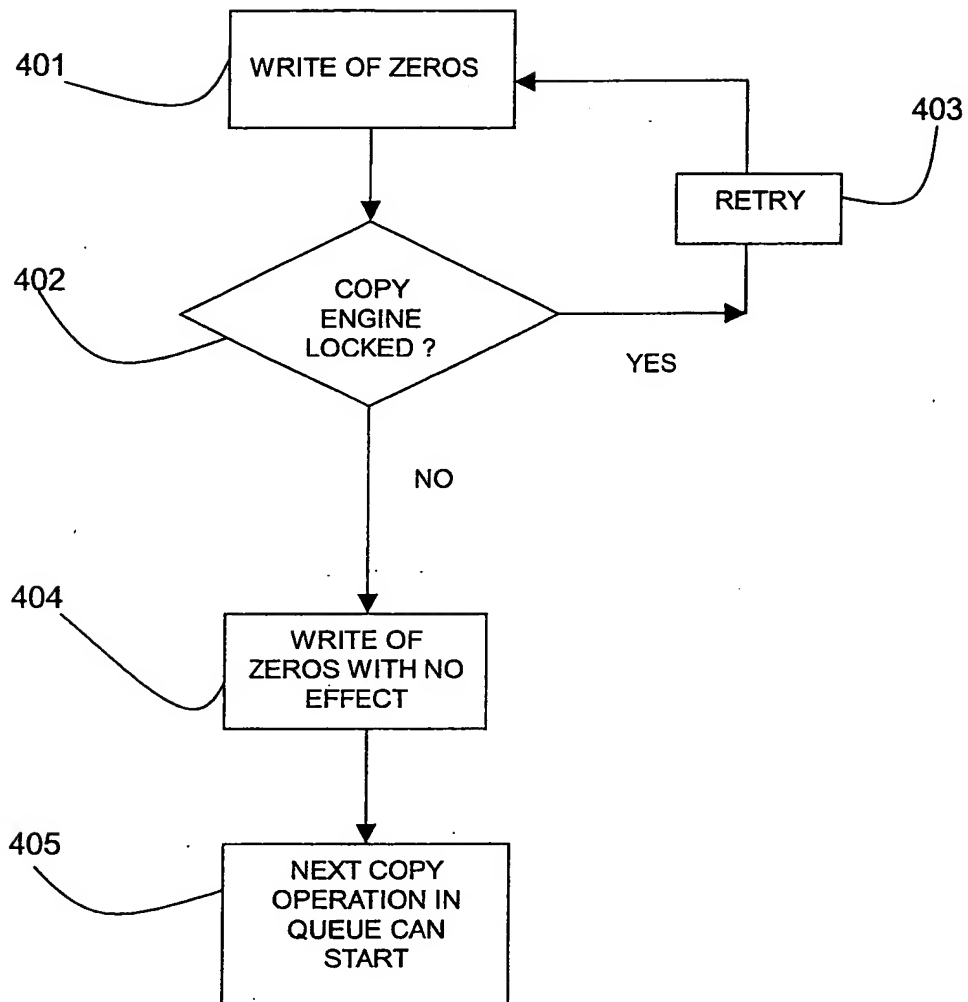 401
WRITE OF ZEROS
403
RETRY
402
COPY
ENGINE
LOCKED ?
YES
NO
404
WRITE OF
ZEROS WITH NO
EFFECT
405
NEXT COPY
OPERATION IN
QUEUE CAN
START